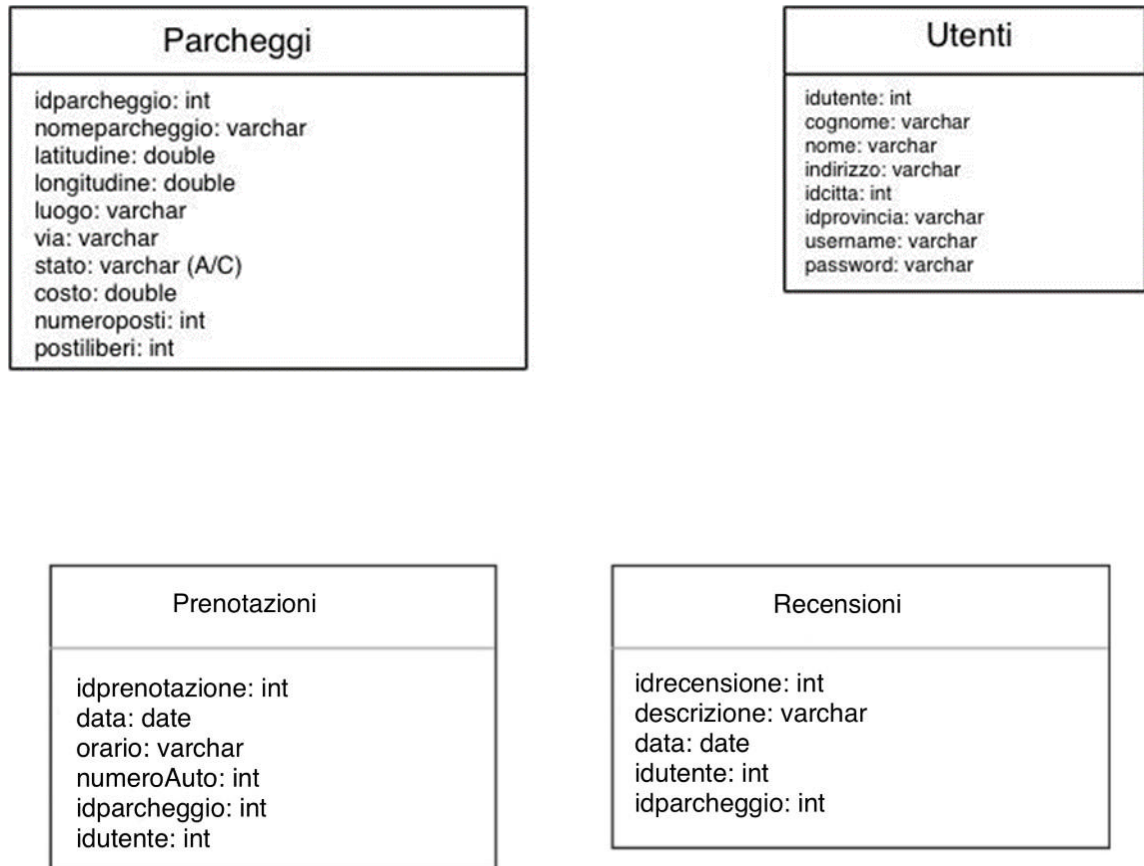 Parcheggi
idparcheggio: int
nomeparcheggio: varchar
latitudine: double
longitudine: double
luogo: varchar
via: varchar
stato: varchar (A/C)
costo: double
numeroposti: int
postiliberi: int
Utenti
idutente: int
cognome: varchar
nome: varchar
indirizzo: varchar
idcitta: int
idprovincia: varchar
username: varchar
password: varchar
Prenotazioni
idprenotazione: int
data: date
orario: varchar
numeroAuto: int
idparcheggio: int
idutente: int
Recensioni
idrecensione: int
descrizione: varchar
data: date
idutente: int
idparcheggio: int